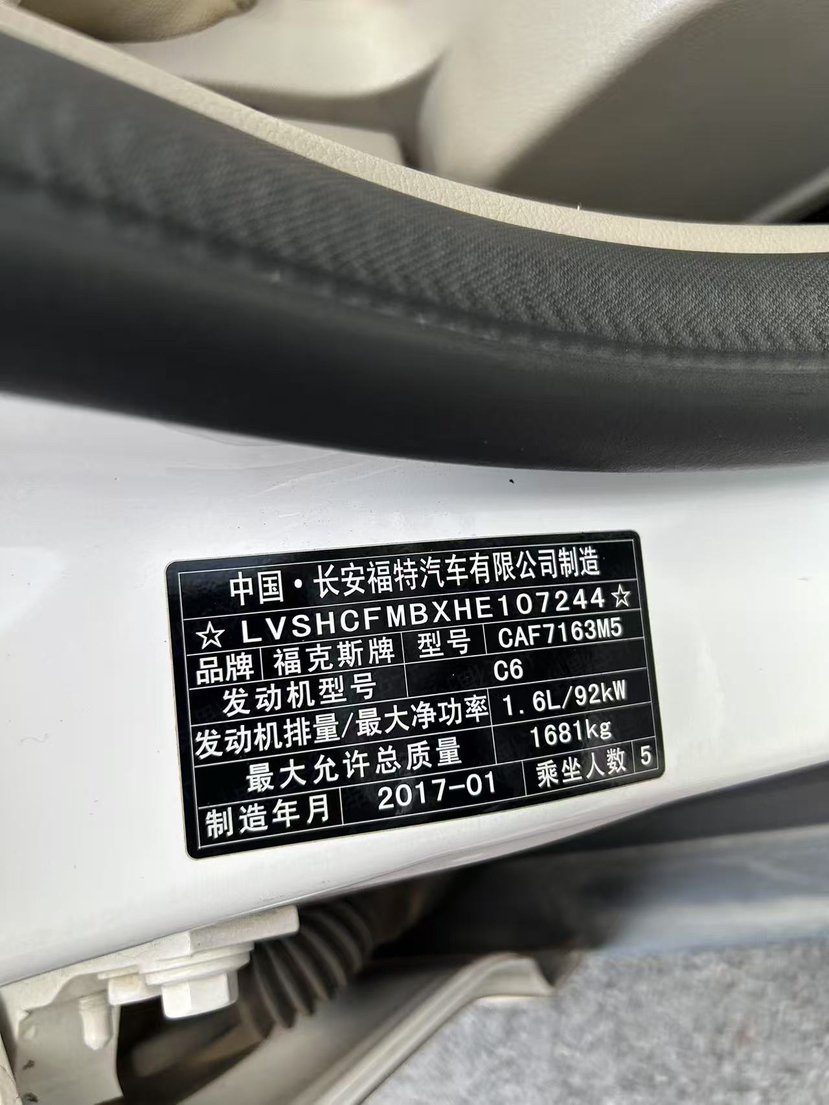 中国·长安福特汽车有限公司制造
☆LVSHCFMBXHE107244☆
品牌 福克斯牌 型号 CAF7163M5
发动机型号 C6
发动机排量/最大净功率 1.6L/92kW
最大允许总质量 1681kg
制造年月 2017-01 乘坐人数 5